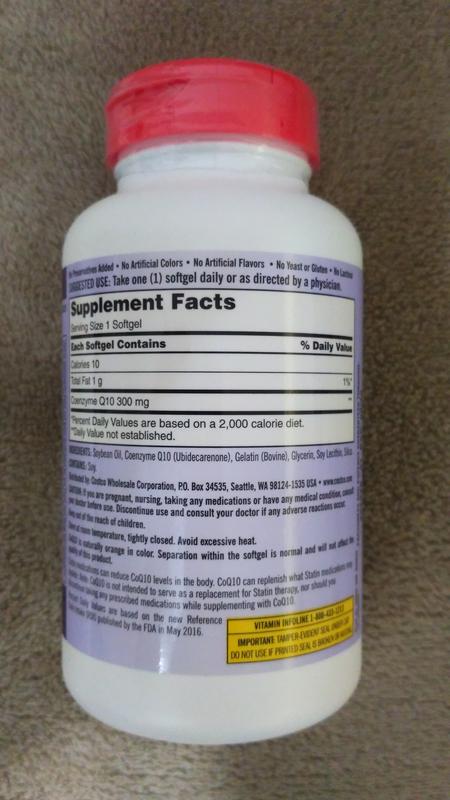 No Preservatives Added • No Artificial Colors • No Artificial Flavors • No Yeast or Gluten • No Lactose
SUGGESTED USE: Take one (1) softgel daily or as directed by a physician.
Supplement Facts
Serving Size 1 Softgel
Each Softgel Contains % Daily Value
Calories 10
Total Fat 1 g 1%*
Coenzyme Q10 300 mg **
*Percent Daily Values are based on a 2,000 calorie diet.
**Daily Value not established.
INGREDIENTS: Soybean Oil, Coenzyme Q10 (Ubidecarenone), Gelatin (Bovine), Glycerin, Soy Lecithin, Silica
CONTAINS: Soy.
Distributed by: Costco Wholesale Corporation, P.O. Box 34535, Seattle, WA 98124-1535 USA • www.costco.com
CAUTION: If you are pregnant, nursing, taking any medications or have any medical condition, consult
your doctor before use. Discontinue use and consult your doctor if any adverse reactions occur.
Keep out of the reach of children.
at room temperature, tightly closed. Avoid excessive heat.
CoQ10 is naturally orange in color. Separation within the softgel is normal and will not affect the
of this product.
Statin medications can reduce CoQ10 levels in the body. CoQ10 can replenish what Statin medications may
CoQ10 is not intended to serve as a replacement for Statin therapy, nor should you
taking any prescribed medications while supplementing with CoQ10.
Percent Daily Values are based on the new Reference
Daily Intake (RDIs) published by the FDA in May 2016.
VITAMIN INFOLINE 1-800-433-1313
IMPORTANT: TAMPER-EVIDENT SEAL UNDER CAP.
DO NOT USE IF PRINTED SEAL IS BROKEN OR MISSING.